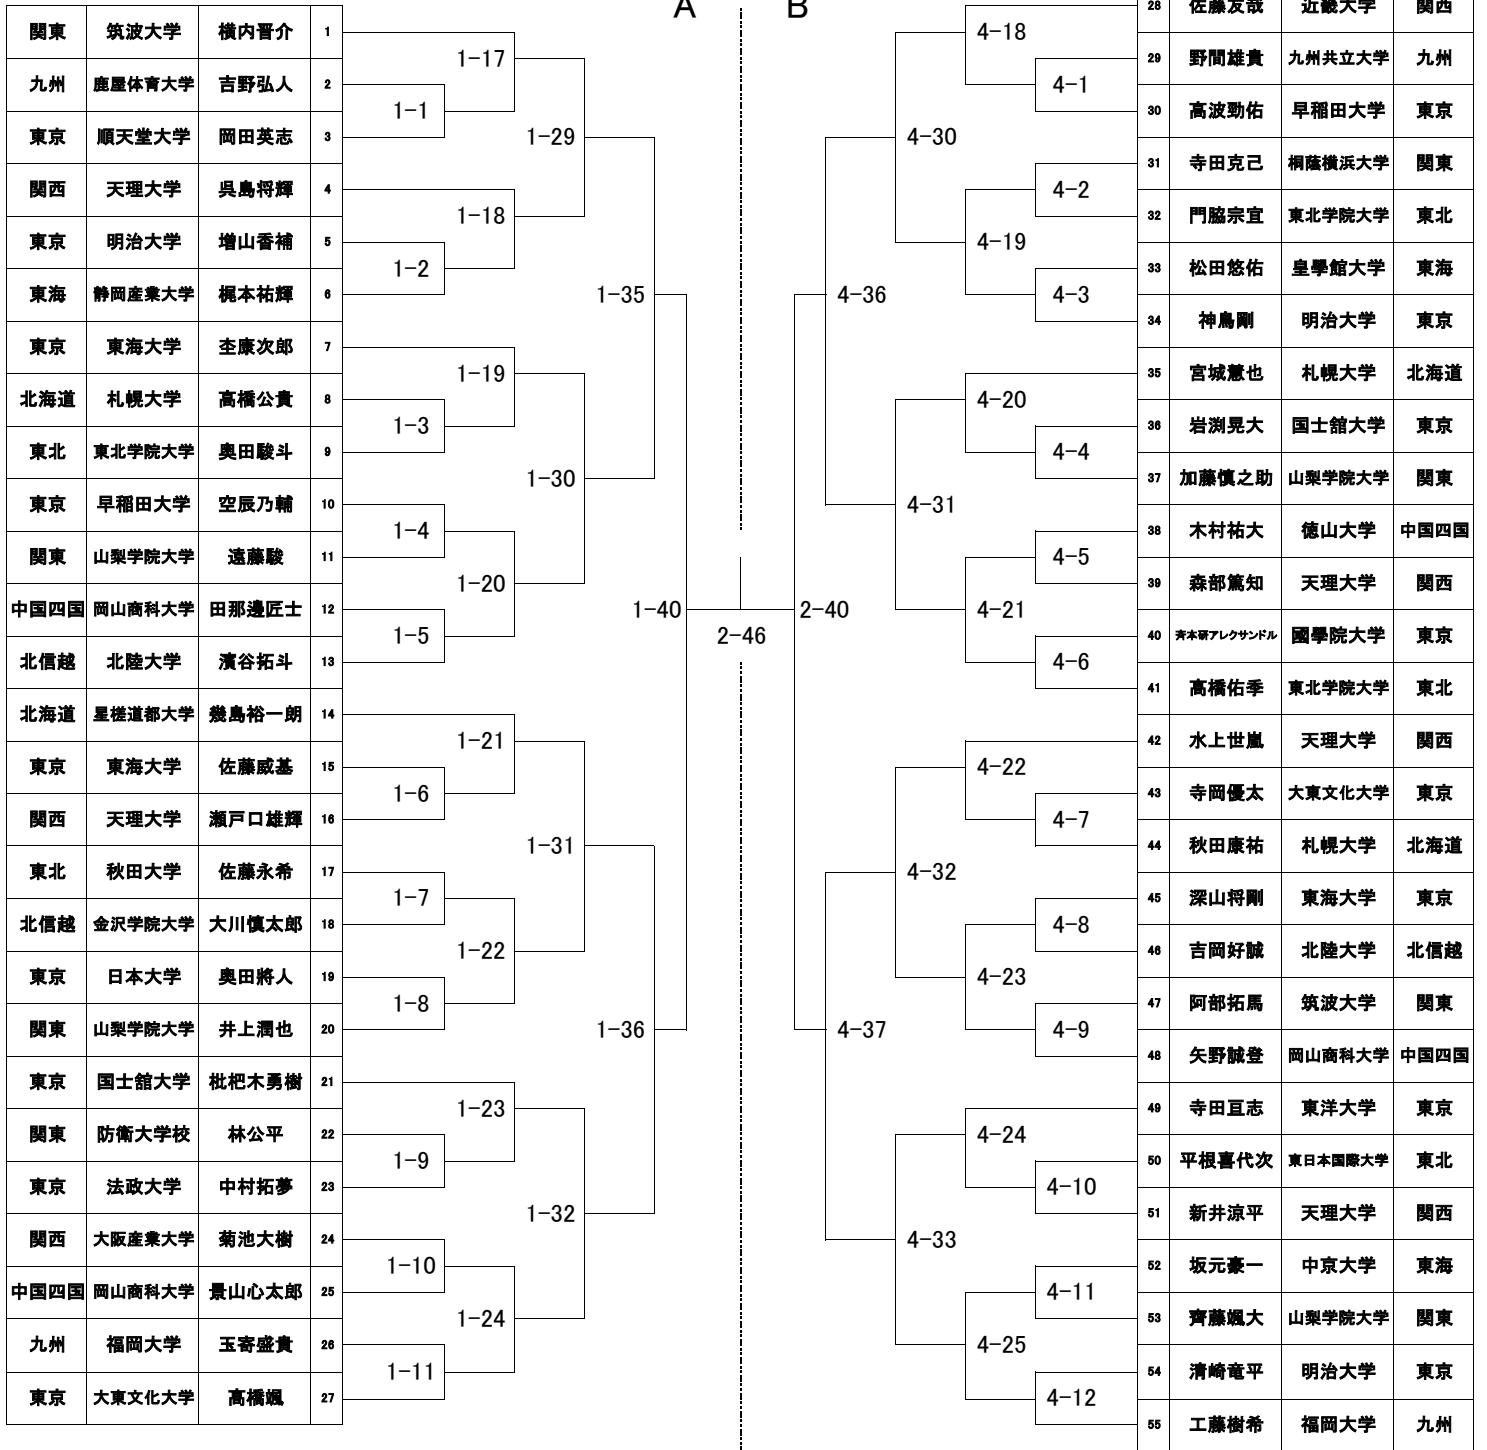 A B
関東 筑波大学 横内晋介 1
九州 鹿屋体育大学 吉野弘人 2
東京 順天堂大学 岡田英志 3
関西 天理大学 呉島将輝 4
東京 明治大学 増山香補 5
東海 静岡産業大学 梶本祐輝 6
東京 東海大学 杢康次郎 7
北海道 札幌大学 高橋公貴 8
東北 東北学院大学 奥田駿斗 9
東京 早稲田大学 空辰乃輔 10
関東 山梨学院大学 遠藤駿 11
中国四国 岡山商科大学 田那邊匠士 12
北信越 北陸大学 濱谷拓斗 13
北海道 星槎道都大学 幾島裕一朗 14
東京 東海大学 佐藤威基 15
関西 天理大学 瀬戸口雄輝 16
東北 秋田大学 佐藤永希 17
北信越 金沢学院大学 大川慎太郎 18
東京 日本大学 奥田將人 19
関東 山梨学院大学 井上潤也 20
東京 国士舘大学 枇杷木勇樹 21
関東 防衛大学校 林公平 22
東京 法政大学 中村拓夢 23
関西 大阪産業大学 菊池大樹 24
中国四国 岡山商科大学 景山心太郎 25
九州 福岡大学 玉寄盛貴 26
東京 大東文化大学 高橋颯 27
1-17
1-1
1-29
1-18
1-2
1-35
1-19
1-3
1-30
1-4
1-20
1-5
1-40
1-21
1-6
1-31
1-7
1-22
1-8
1-36
1-23
1-9
1-32
1-10
1-24
1-11
2-46
2-40
4-18
4-1
4-30
4-2
4-19
4-3
4-36
4-20
4-4
4-31
4-5
4-21
4-6
4-22
4-7
4-32
4-8
4-23
4-9
4-37
4-24
4-10
4-33
4-11
4-25
4-12
28 佐藤友哉 近畿大学 関西
29 野間雄貴 九州共立大学 九州
30 高波勁佑 早稲田大学 東京
31 寺田克己 桐蔭横浜大学 関東
32 門脇宗宜 東北学院大学 東北
33 松田悠佑 皇學館大学 東海
34 神鳥剛 明治大学 東京
35 宮城慧也 札幌大学 北海道
36 岩渕晃大 国士舘大学 東京
37 加藤慎之助 山梨学院大学 関東
38 木村祐大 徳山大学 中国四国
39 森部篤知 天理大学 関西
40 斉本研アレクサンドル 國學院大学 東京
41 高橋佑季 東北学院大学 東北
42 水上世嵐 天理大学 関西
43 寺岡優太 大東文化大学 東京
44 秋田康祐 札幌大学 北海道
45 深山将剛 東海大学 東京
46 吉岡好誠 北陸大学 北信越
47 阿部拓馬 筑波大学 関東
48 矢野誠登 岡山商科大学 中国四国
49 寺田亘志 東洋大学 東京
50 平根喜代次 東日本国際大学 東北
51 新井涼平 天理大学 関西
52 坂元豪一 中京大学 東海
53 齊藤颯大 山梨学院大学 関東
54 清崎竜平 明治大学 東京
55 工藤樹希 福岡大学 九州